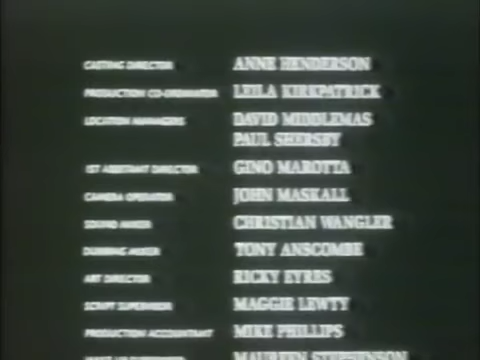 CASTING DIRECTOR ANNE HENDERSON
PRODUCTION CO-ORDINATOR LEILA KIRKPATRICK
LOCATION MANAGERS DAVID MIDDLEMAS
PAUL SHERSBY
1ST ASSISTANT DIRECTOR GINO MAROTTA
CAMERA OPERATOR JOHN MASKALL
SOUND MIXER CHRISTIAN WANGLER
DUBBING MIXER TONY ANSCOMBE
ART DIRECTOR RICKY EYRES
SCRIPT SUPERVISOR MAGGIE LEWTY
PRODUCTION ACCOUNTANT MIKE PHILLIPS
MAUREEN STEPHENSON